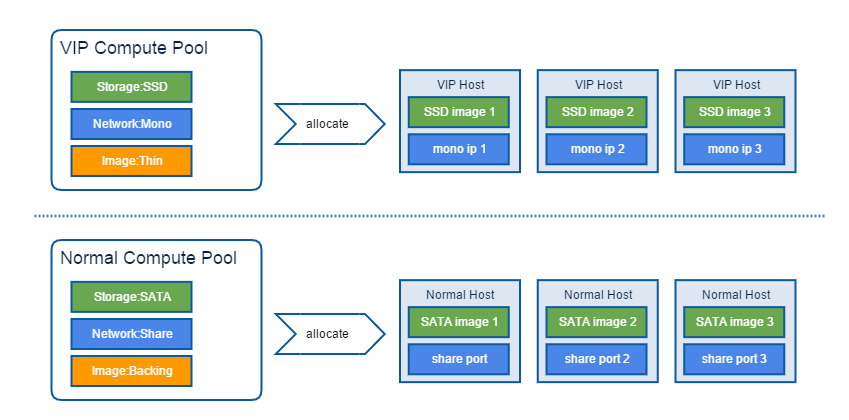 VIP Compute Pool
Storage:SSD
Network:Mono
Image:Thin
allocate
VIP Host
SSD image 1
mono ip 1
VIP Host
SSD image 2
mono ip 2
VIP Host
SSD image 3
mono ip 3
Normal Compute Pool
Storage:SATA
Network:Share
Image:Backing
allocate
Normal Host
SATA image 1
share port
Normal Host
SATA image 2
share port 2
Normal Host
SATA image 3
share port 3